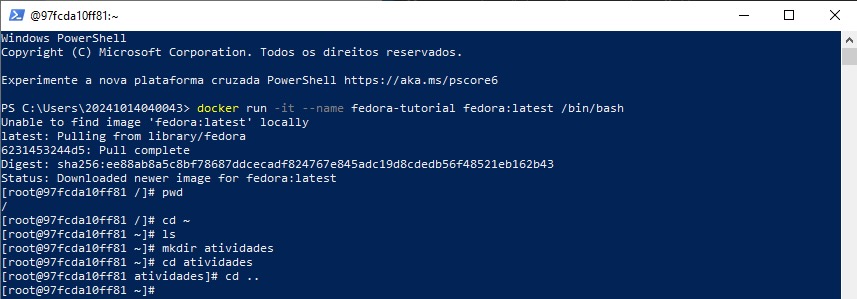 @97fcda10ff81:~
Windows PowerShell
Copyright (C) Microsoft Corporation. Todos os direitos reservados.
Experimente a nova plataforma cruzada PowerShell https://aka.ms/pscore6
PS C:\Users\20241014040043> docker run -it --name fedora-tutorial fedora:latest /bin/bash
Unable to find image 'fedora:latest' locally
latest: Pulling from library/fedora
6231453244d5: Pull complete
Digest: sha256:ee88ab8a5c8bf78687ddcecadf824767e845adc19d8cdedb56f48521eb162b43
Status: Downloaded newer image for fedora:latest
[root@97fcda10ff81 /]# pwd
/
[root@97fcda10ff81 /]# cd ~
[root@97fcda10ff81 ~]# ls
[root@97fcda10ff81 ~]# mkdir atividades
[root@97fcda10ff81 ~]# cd atividades
[root@97fcda10ff81 atividades]# cd ..
[root@97fcda10ff81 ~]#